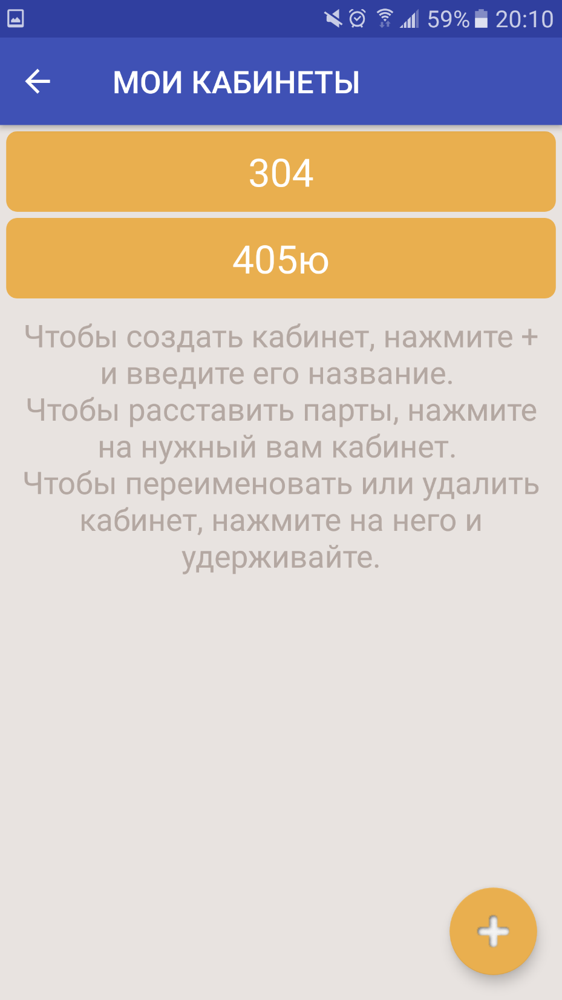 59% 20:10
МОИ КАБИНЕТЫ
304
405ю
Чтобы создать кабинет, нажмите +
и введите его название.
Чтобы расставить парты, нажмите
на нужный вам кабинет.
Чтобы переименовать или удалить
кабинет, нажмите на него и
удерживайте.